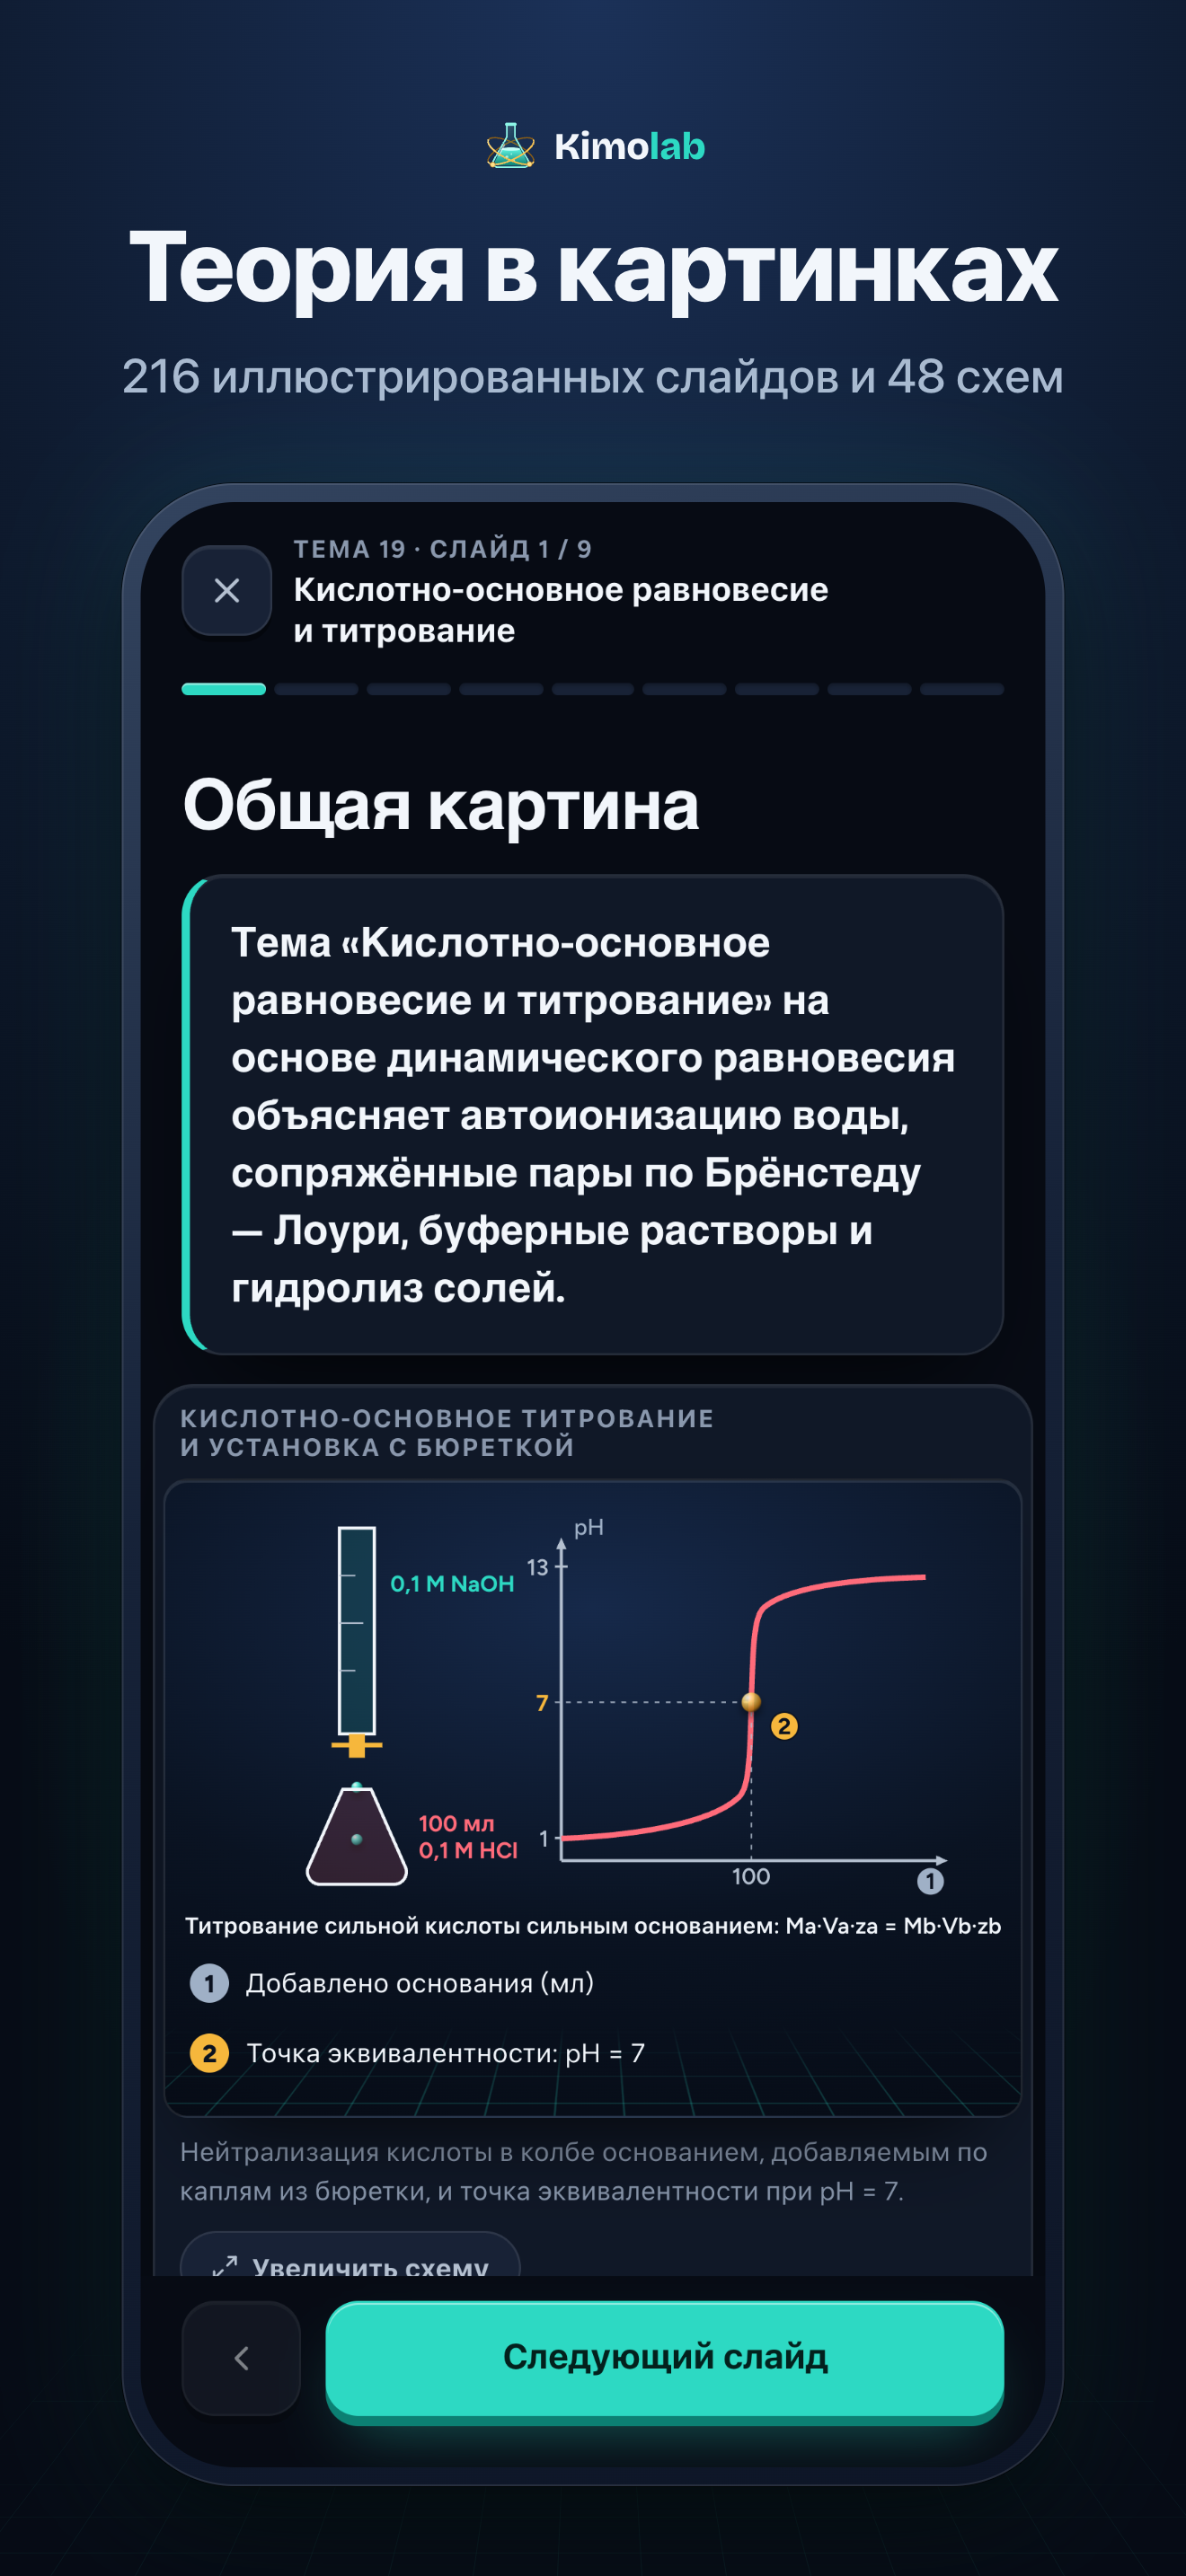 Kimolab
Теория в картинках
216 иллюстрированных слайдов и 48 схем
ТЕМА 19 · СЛАЙД 1 / 9
Кислотно-основное равновесие
и титрование
Общая картина
Тема «Кислотно-основное
равновесие и титрование» на
основе динамического равновесия
объясняет автоионизацию воды,
сопряжённые пары по Брёнстеду
— Лоури, буферные растворы и
гидролиз солей.
КИСЛОТНО-ОСНОВНОЕ ТИТРОВАНИЕ
И УСТАНОВКА С БЮРЕТКОЙ
pH
13
0,1 M NaOH
7
2
100 мл
0,1 M HCl
1
100
1
Титрование сильной кислоты сильным основанием: Ma·Va·za = Mb·Vb·zb
1 Добавлено основания (мл)
2 Точка эквивалентности: pH = 7
Нейтрализация кислоты в колбе основанием, добавляемым по
каплям из бюретки, и точка эквивалентности при pH = 7.
Увеличить схему
Следующий слайд